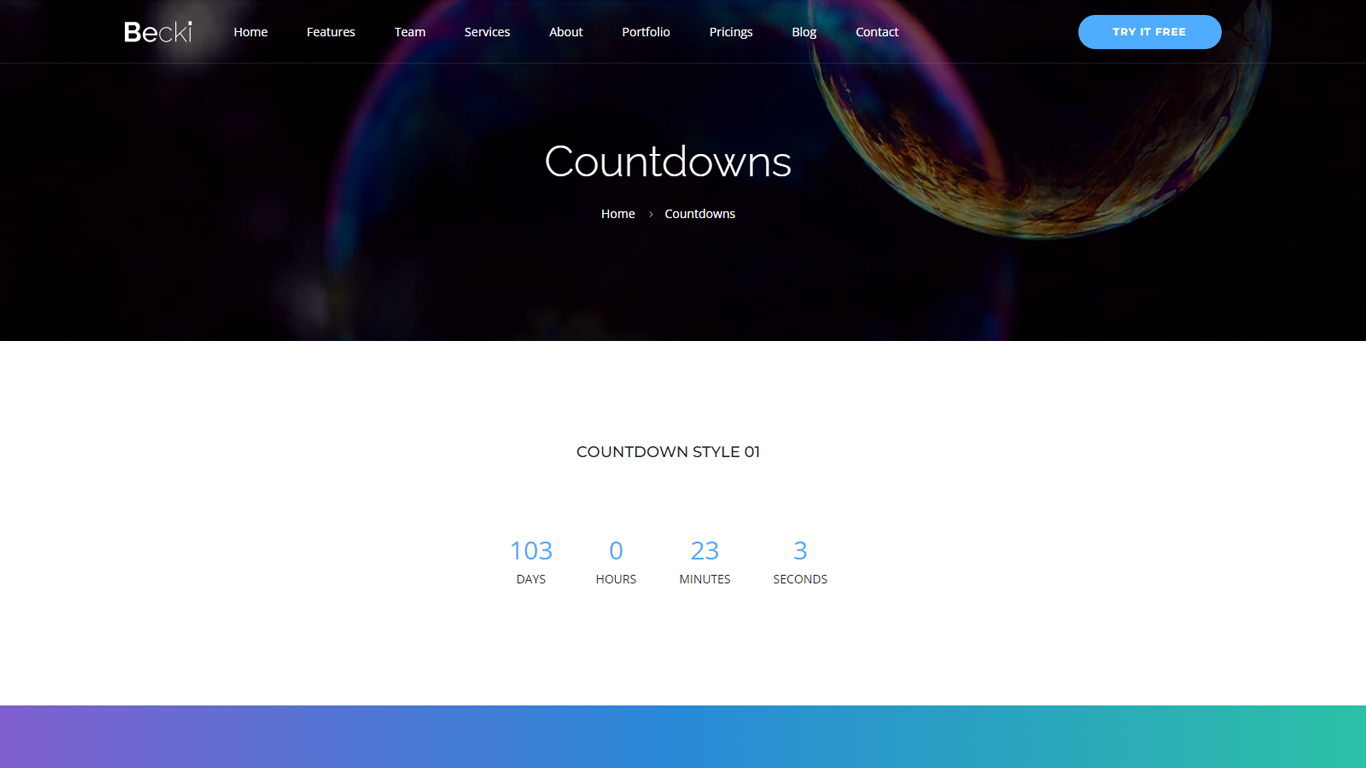 Becki Home Features Team Services About Portfolio Pricings Blog Contact TRY IT FREE
Countdowns
Home › Countdowns
COUNTDOWN STYLE 01
103 0 23 3
DAYS HOURS MINUTES SECONDS